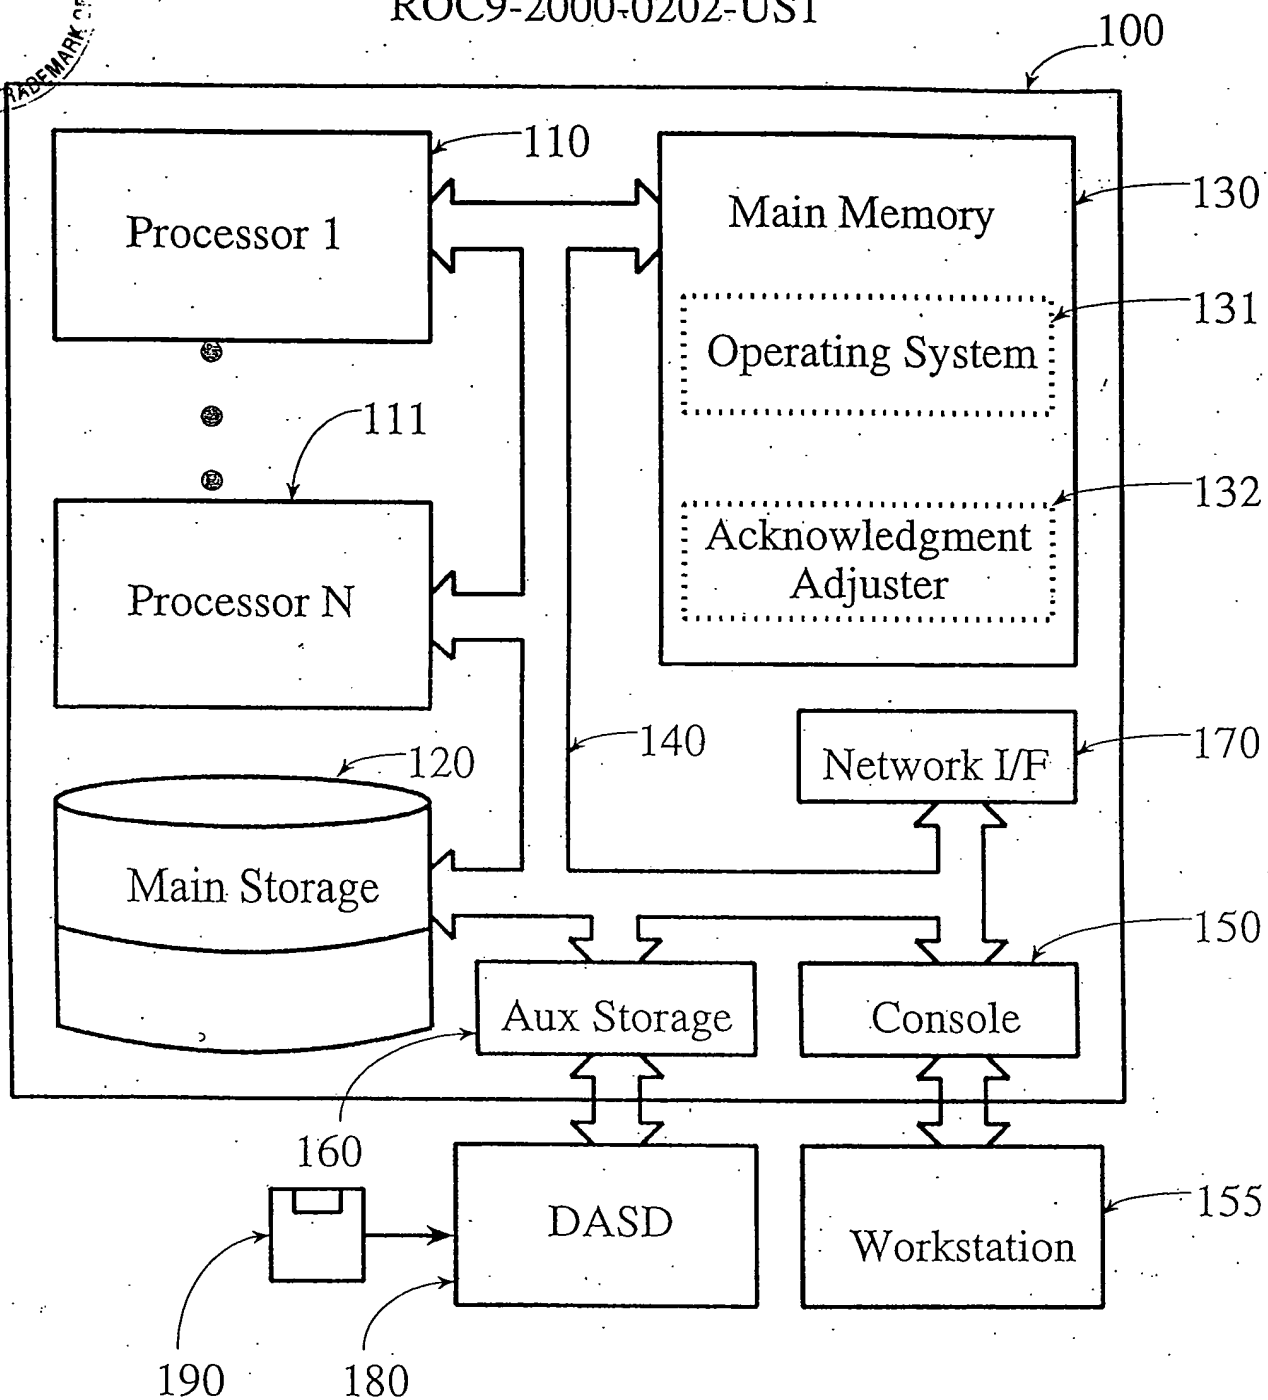 ROC9-2000-0202-US1
TRADEMARK
100
110
Processor 1
Main Memory
130
131
Operating System
111
132
Acknowledgment
Adjuster
Processor N
140
170
Network I/F
120
Main Storage
150
Aux Storage
Console
160
DASD
155
Workstation
190
180